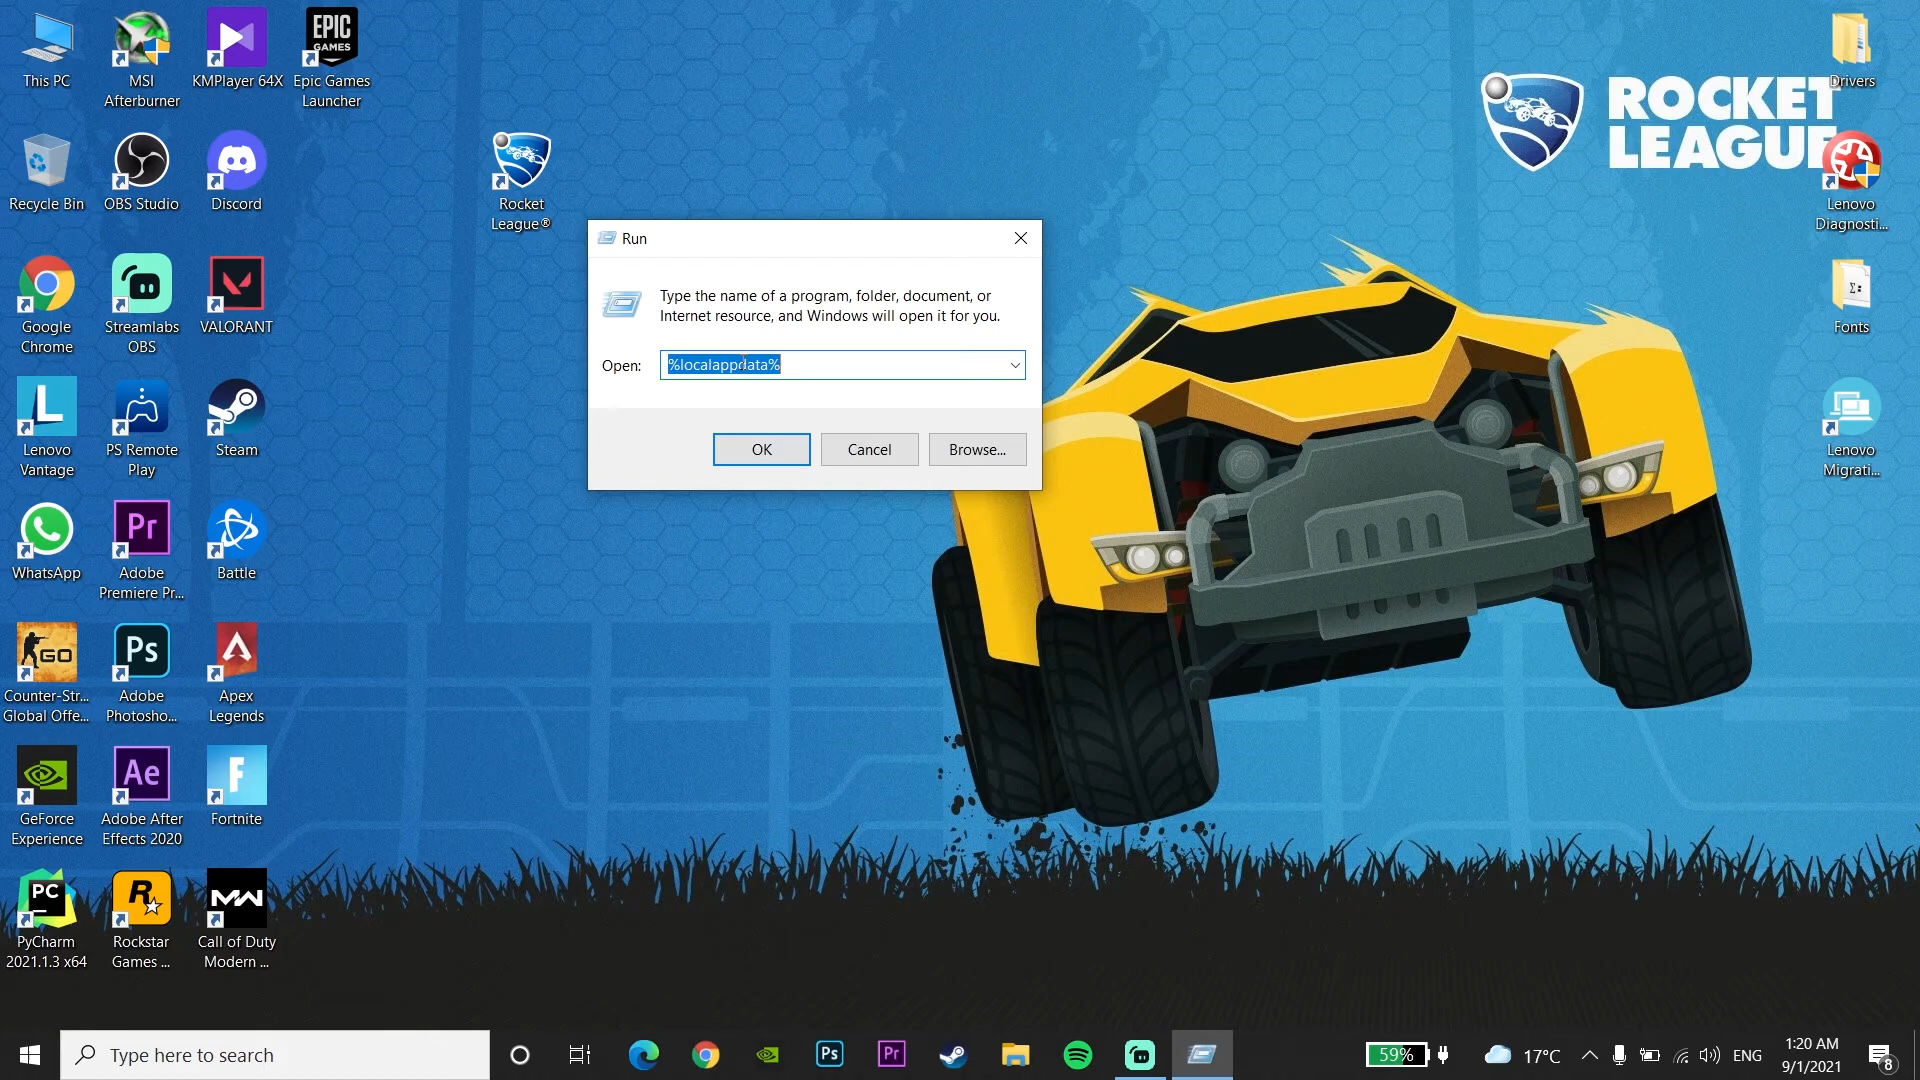 This PC
MSI
Afterburner
KMPlayer 64X
EPIC
GAMES
Epic Games
Launcher
Recycle Bin
OBS Studio
Discord
Rocket
League®
Google
Chrome
Streamlabs
OBS
VALORANT
Lenovo
Vantage
PS Remote
Play
Steam
WhatsApp
Pr
Adobe
Premiere Pr...
Battle
GO
Counter-Str...
Global Offe...
Ps
Adobe
Photosho...
Apex
Legends
GeForce
Experience
Ae
Adobe After
Effects 2020
F
Fortnite
PC
PyCharm
2021.1.3 x64
R
Rockstar
Games ...
MW
Call of Duty
Modern ...
Run
Type the name of a program, folder, document, or
Internet resource, and Windows will open it for you.
Open:
%localappdata%
OK
Cancel
Browse...
ROCKET
LEAGUE
Drivers
Lenovo
Diagnosti...
Fonts
Lenovo
Migrati...
Type here to search
Ps
Pr
59%
17°C
ENG
1:20 AM
9/1/2021
8